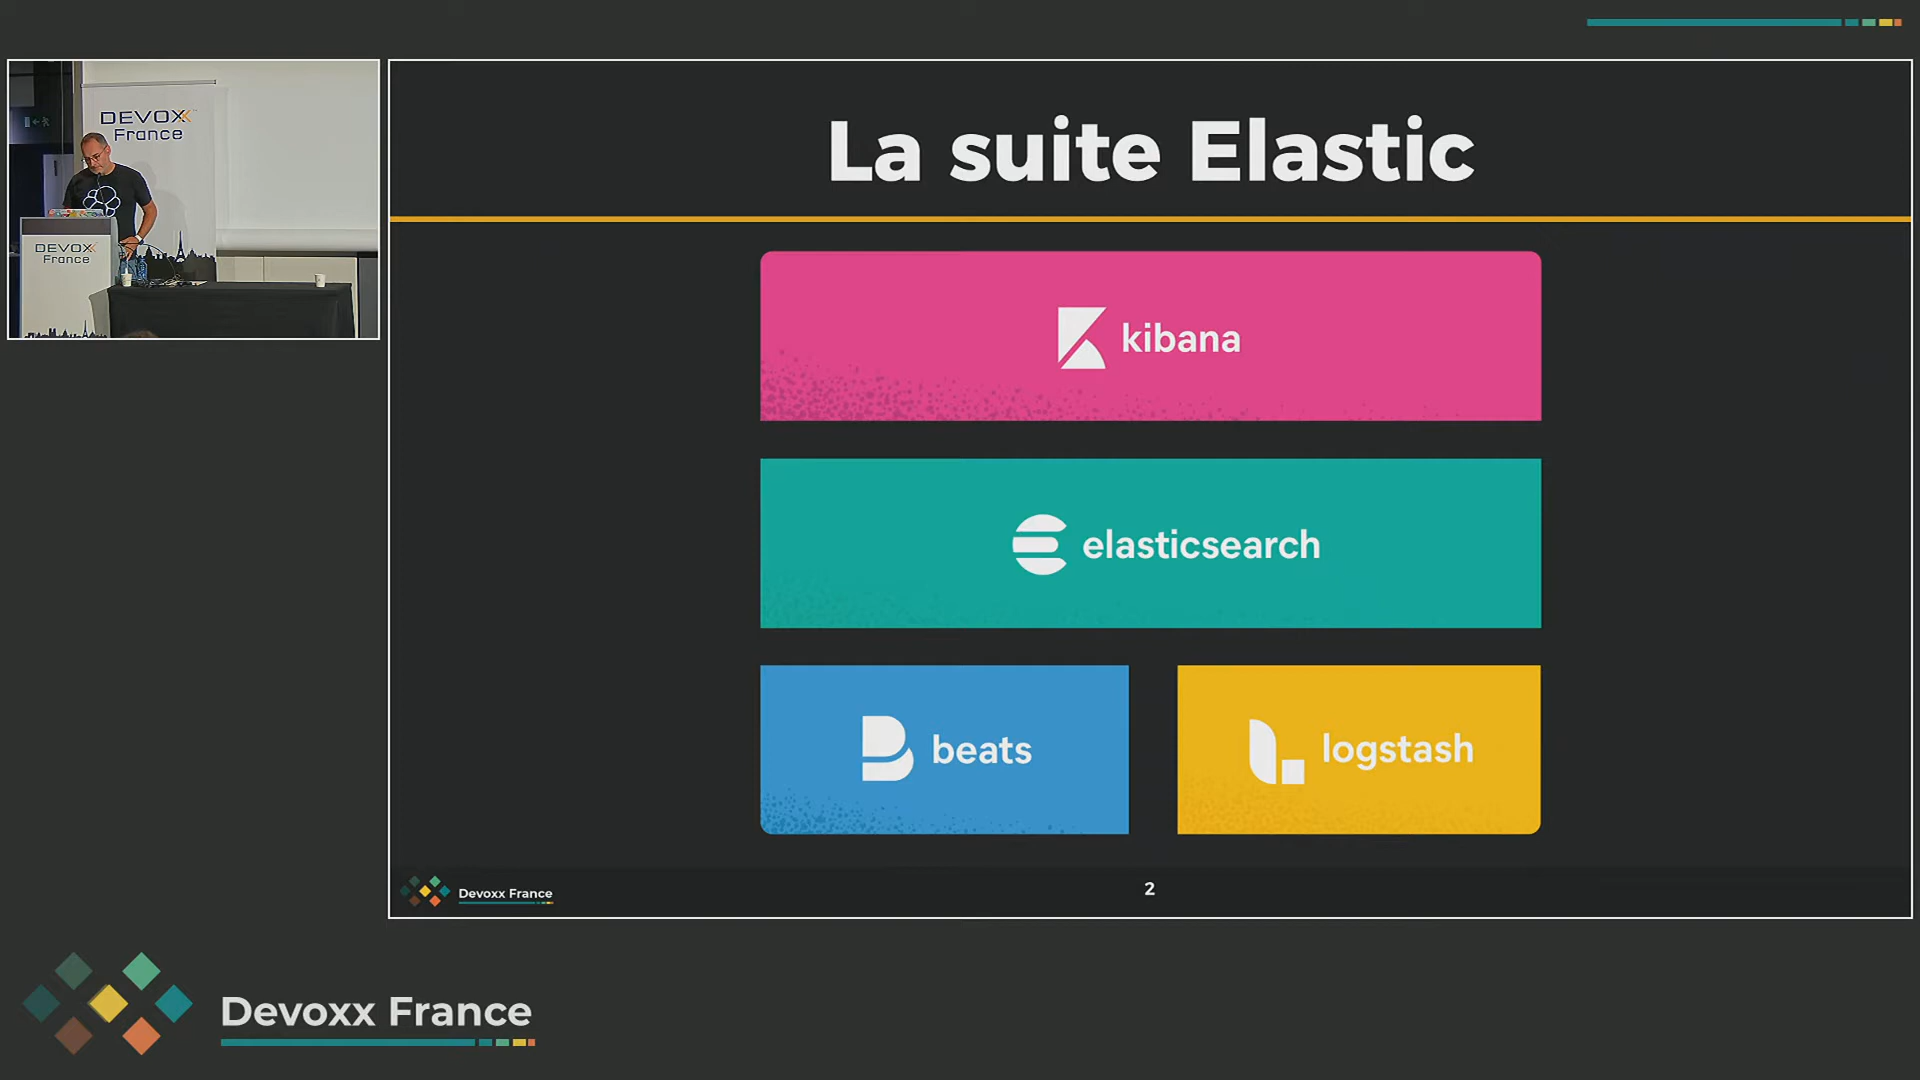 DEVOXX
France
DEVOXX
France
La suite Elastic
kibana
elasticsearch
beats
logstash
Devoxx France
2
Devoxx France